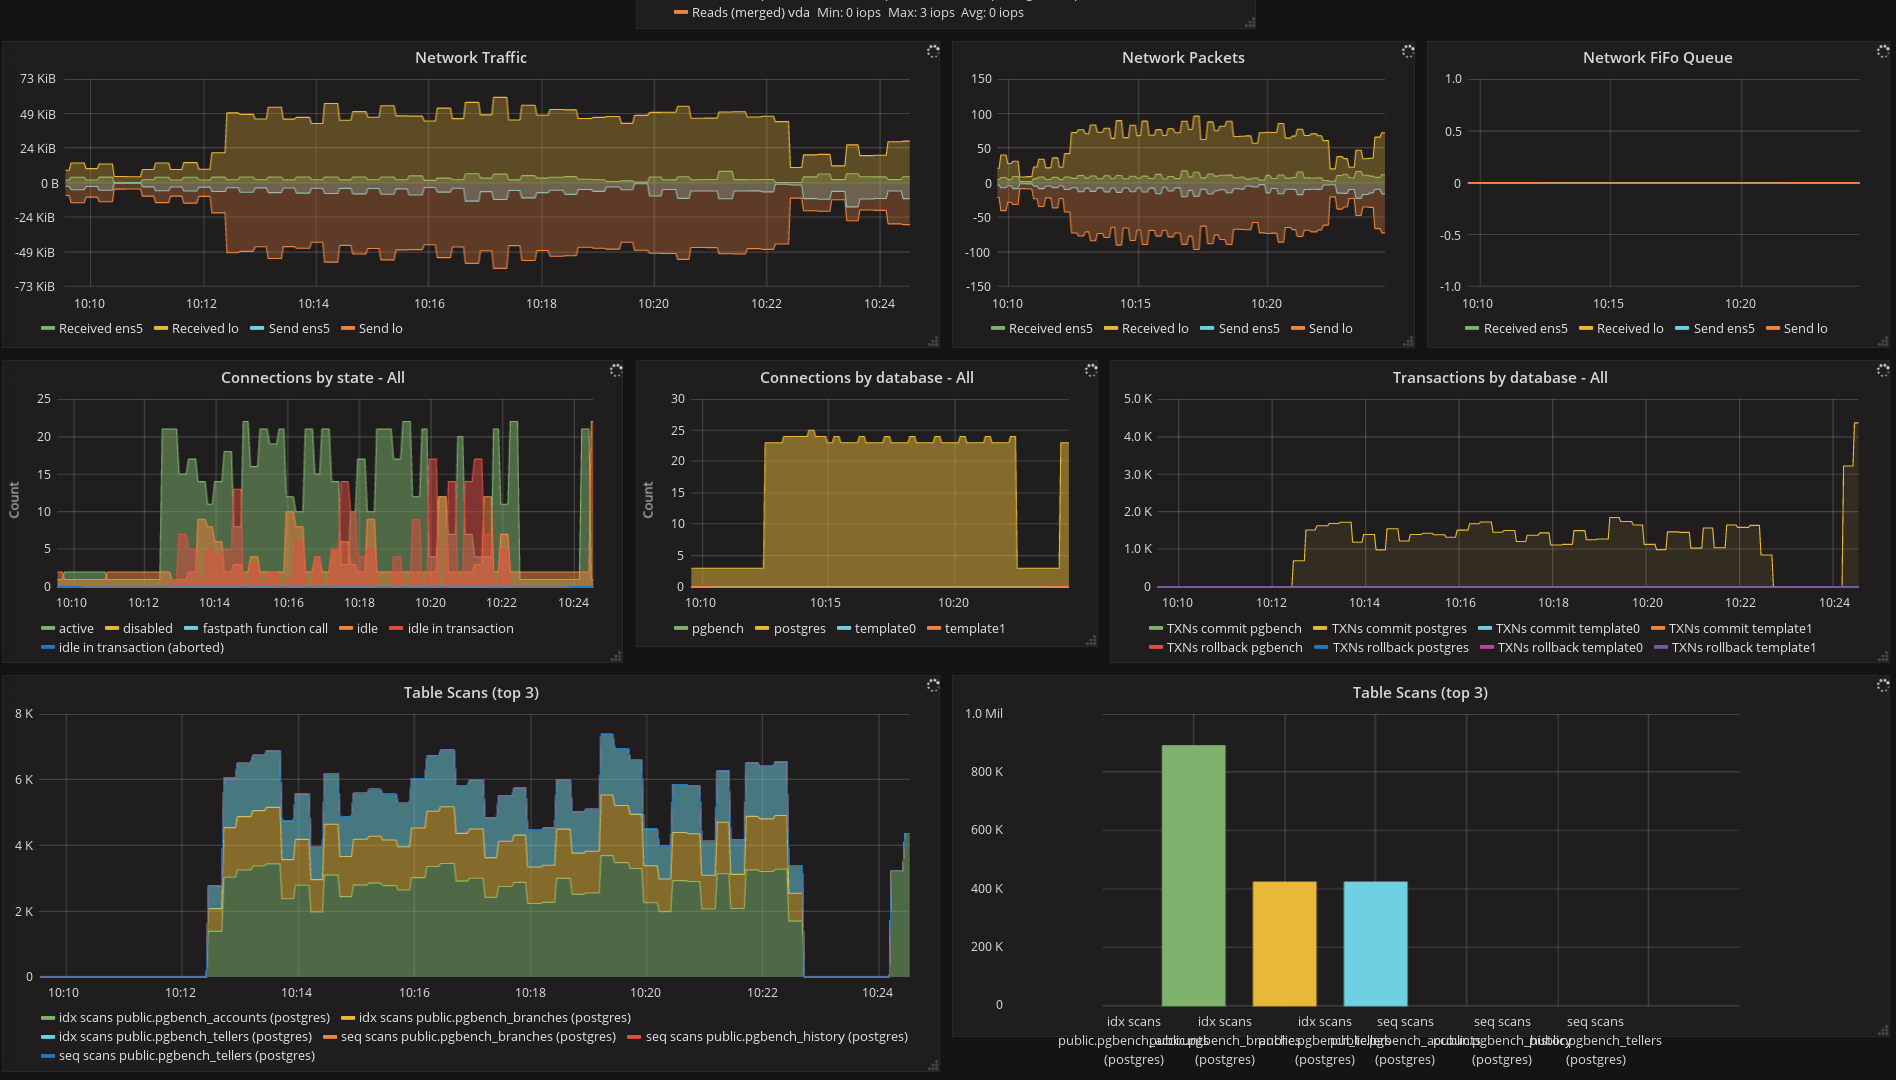 Reads (merged) vda Min: 0 iops Max: 3 iops Avg: 0 iops
Network Traffic
73 KiB
49 KiB
24 KiB
0 B
-24 KiB
-49 KiB
-73 KiB
10:10 10:12 10:14 10:16 10:18 10:20 10:22 10:24
Received ens5 Received lo Send ens5 Send lo
Network Packets
150
100
50
0
-50
-100
-150
10:10 10:15 10:20
Received ens5 Received lo Send ens5 Send lo
Network FiFo Queue
1.0
0.5
0
-0.5
-1.0
10:10 10:15 10:20
Received ens5 Received lo Send ens5 Send lo
Connections by state - All
Count
25
20
15
10
5
0
10:10 10:12 10:14 10:16 10:18 10:20 10:22 10:24
active disabled fastpath function call idle idle in transaction
idle in transaction (aborted)
Connections by database - All
Count
30
25
20
15
10
5
0
10:10 10:15 10:20
pgbench postgres template0 template1
Transactions by database - All
5.0 K
4.0 K
3.0 K
2.0 K
1.0 K
0
10:10 10:12 10:14 10:16 10:18 10:20 10:22 10:24
TXNs commit pgbench TXNs commit postgres TXNs commit template0 TXNs commit template1
TXNs rollback pgbench TXNs rollback postgres TXNs rollback template0 TXNs rollback template1
Table Scans (top 3)
8 K
6 K
4 K
2 K
0
10:10 10:12 10:14 10:16 10:18 10:20 10:22 10:24
idx scans public.pgbench_accounts (postgres) idx scans public.pgbench_branches (postgres)
idx scans public.pgbench_tellers (postgres) seq scans public.pgbench_branches (postgres) seq scans public.pgbench_history (postgres)
seq scans public.pgbench_tellers (postgres)
Table Scans (top 3)
1.0 Mil
800 K
600 K
400 K
200 K
0
idx scans idx scans idx scans seq scans seq scans seq scans
(postgres) (postgres) (postgres) (postgres) (postgres) (postgres)